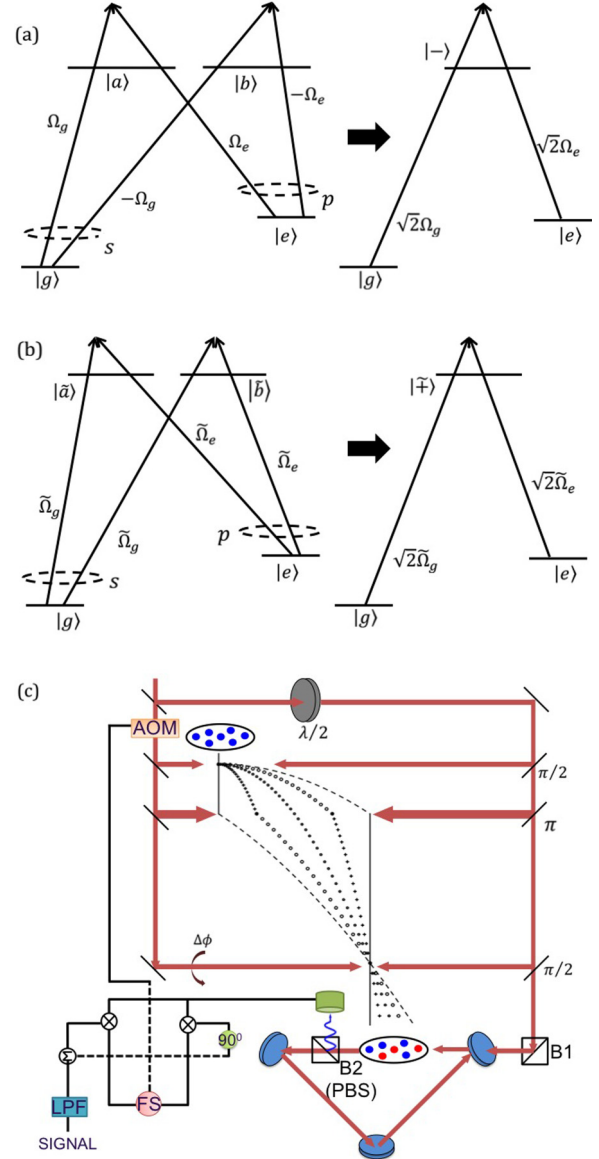 (a)
|a⟩ |b⟩ |−⟩
Ω_g −Ω_g Ω_e −Ω_e √2Ω_g √2Ω_e
s p
|g⟩ |e⟩ |g⟩ |e⟩
(b)
|ã⟩ |b̃⟩ |∓̃⟩
Ω̃_g Ω̃_g Ω̃_e Ω̃_e √2Ω̃_g √2Ω̃_e
s p
|g⟩ |e⟩ |g⟩ |e⟩
(c)
AOM
λ/2
π/2
π
Δϕ
π/2
90⁰
B1
B2
(PBS)
Σ
LPF
FS
SIGNAL